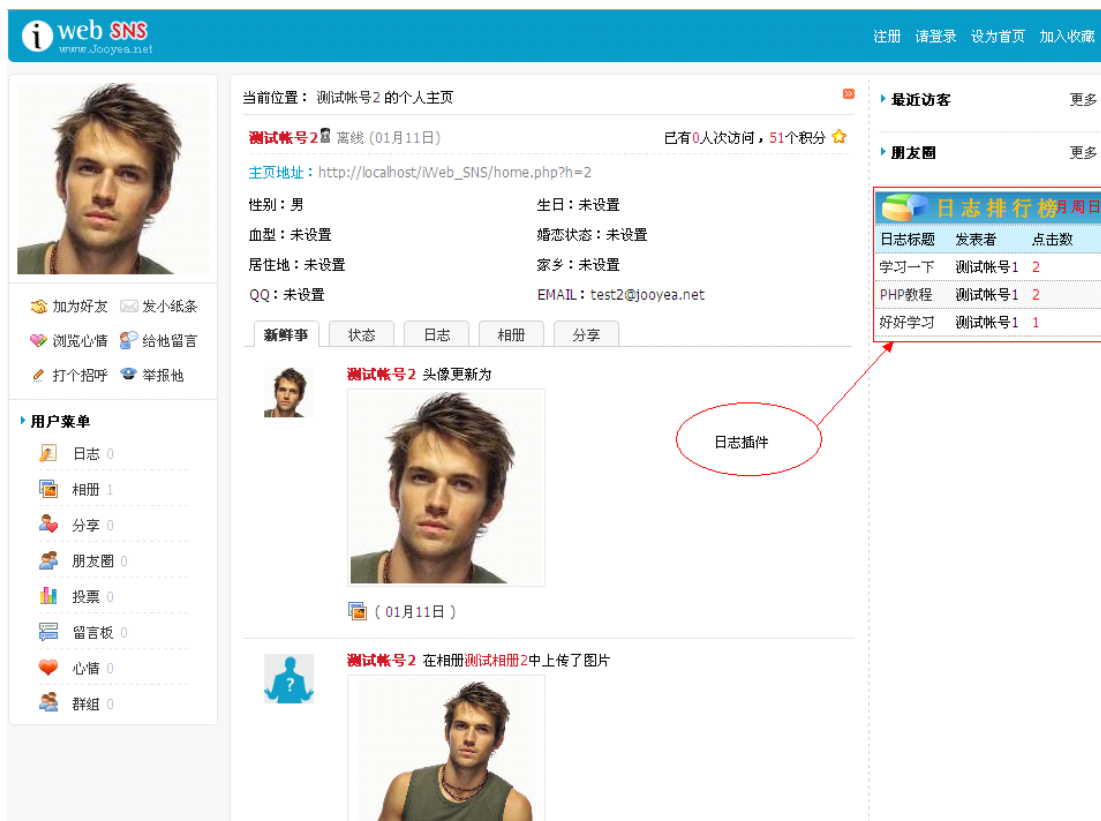 i web SNS
www.Jooyea.net
注册 请登录 设为首页 加入收藏
加为好友 发小纸条
浏览心情 给他留言
打个招呼 举报他
用户菜单
日志 0
相册 1
分享 0
朋友圈 0
投票 0
留言板 0
心情 0
群组 0
当前位置： 测试帐号2 的个人主页
测试帐号2 离线 (01月11日) 已有0人次访问，51个积分
主页地址：http://localhost/iWeb_SNS/home.php?h=2
性别：男 生日：未设置
血型：未设置 婚恋状态：未设置
居住地：未设置 家乡：未设置
QQ：未设置 EMAIL：test2@jooyea.net
新鲜事 状态 日志 相册 分享
测试帐号2 头像更新为
( 01月11日 )
测试帐号2 在相册测试相册2中上传了图片
?
日志插件
最近访客 更多
朋友圈 更多
日志排行榜 月 周 日
日志标题 发表者 点击数
学习一下 测试帐号1 2
PHP教程 测试帐号1 2
好好学习 测试帐号1 1